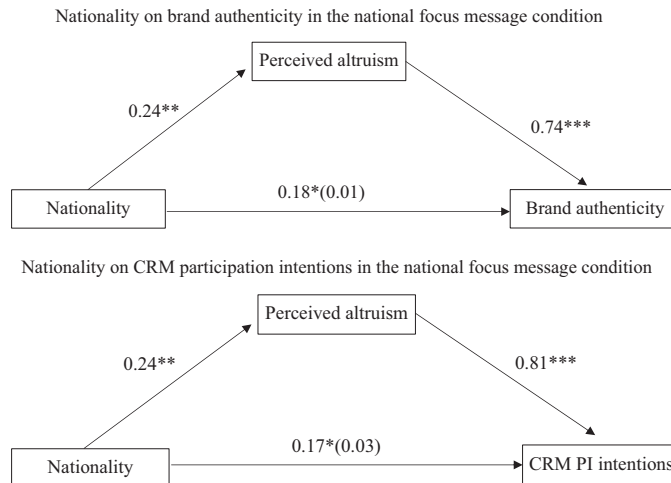 Nationality on brand authenticity in the national focus message condition
Perceived altruism
0.24**
0.74***
0.18*(0.01)
Nationality
Brand authenticity
Nationality on CRM participation intentions in the national focus message condition
Perceived altruism
0.24**
0.81***
0.17*(0.03)
Nationality
CRM PI intentions